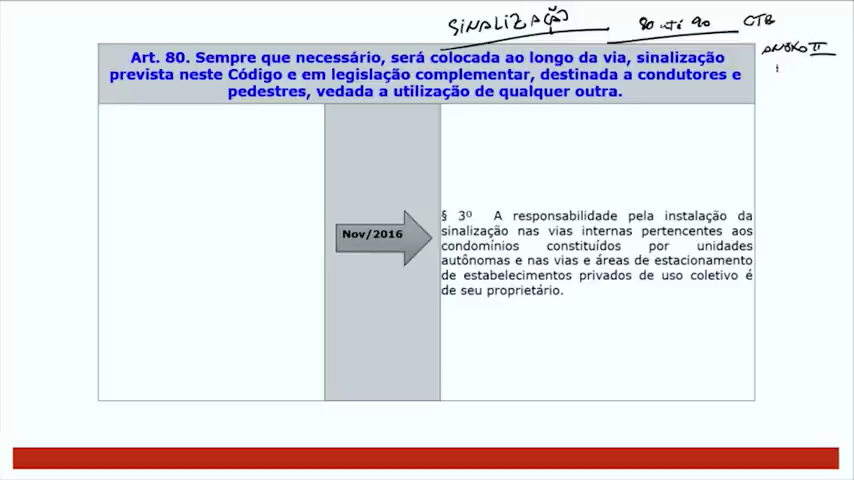 SINALIZAÇÃO 80 até 90 CTB
ANEXO II
Art. 80. Sempre que necessário, será colocada ao longo da via, sinalização
prevista neste Código e em legislação complementar, destinada a condutores e
pedestres, vedada a utilização de qualquer outra.
Nov/2016
§ 3º A responsabilidade pela instalação da
sinalização nas vias internas pertencentes aos
condomínios constituídos por unidades
autônomas e nas vias e áreas de estacionamento
de estabelecimentos privados de uso coletivo é
de seu proprietário.